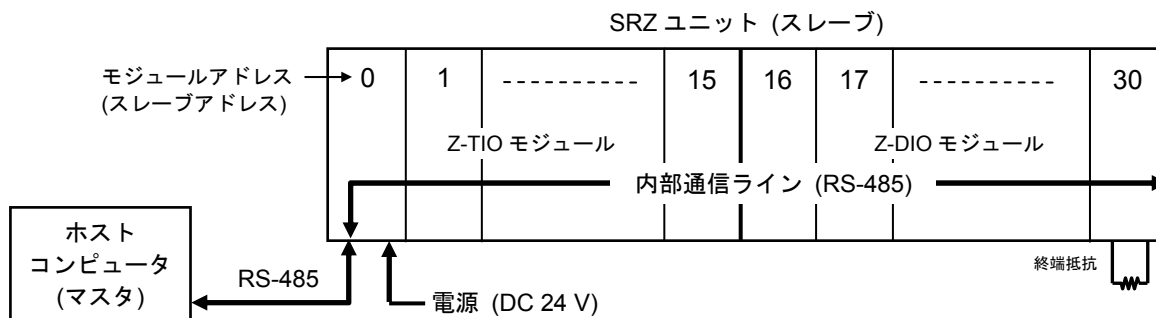 SRZ ユニット (スレーブ)
モジュールアドレス
(スレーブアドレス)
0 1 15 16 17 30
Z-TIO モジュール Z-DIO モジュール
内部通信ライン (RS-485)
ホスト
コンピュータ
(マスタ)
RS-485
終端抵抗
電源 (DC 24 V)